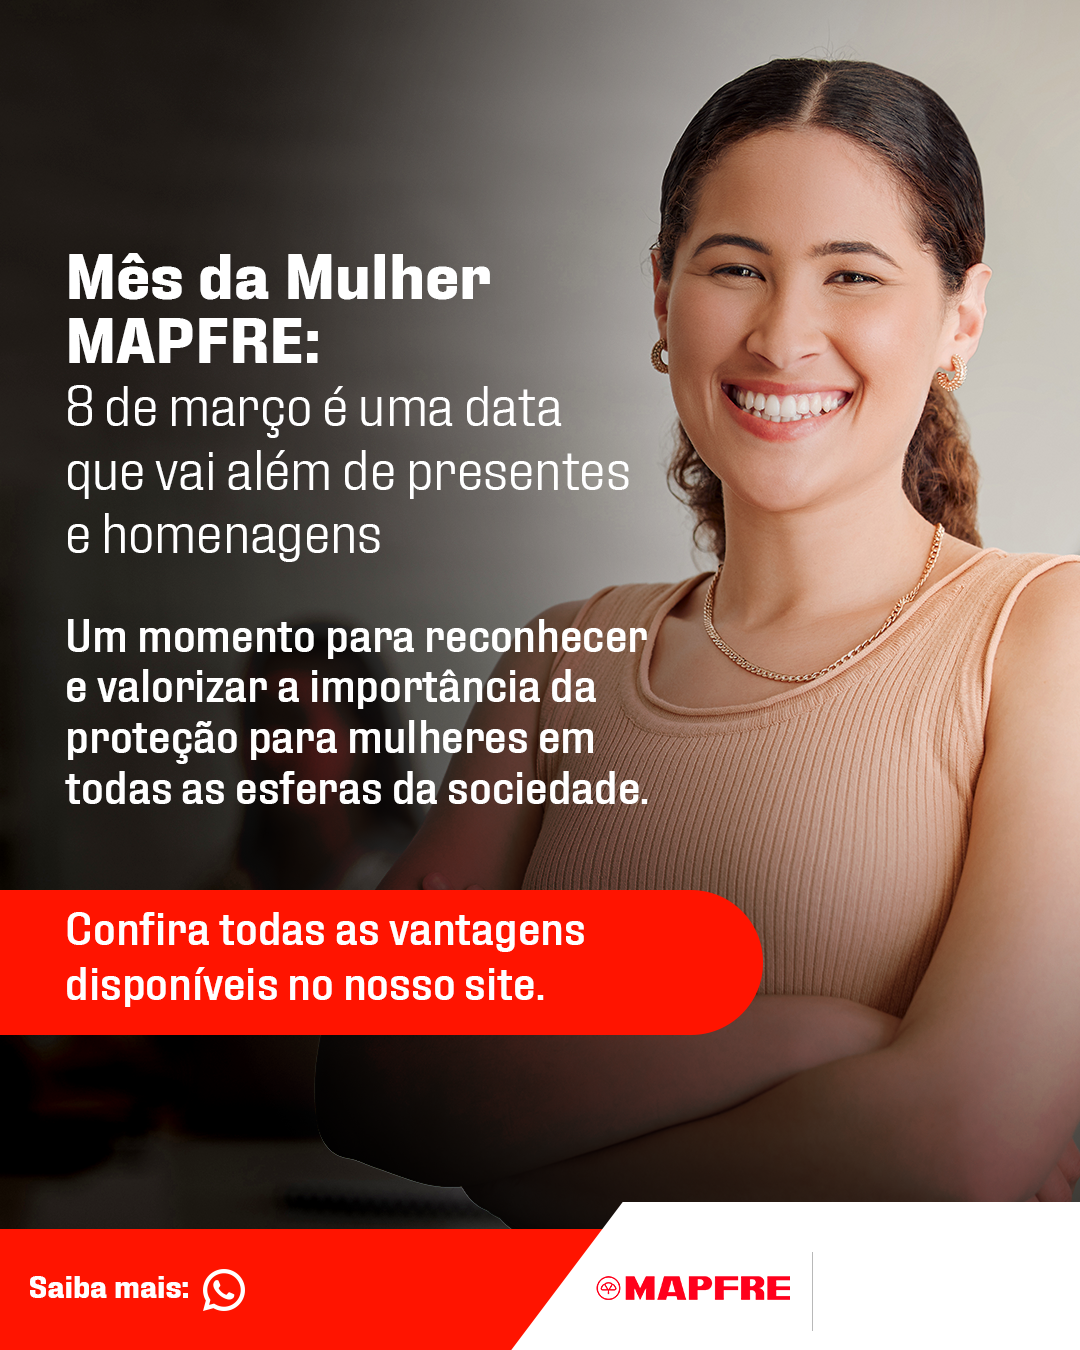 Mês da Mulher
MAPFRE:
8 de março é uma data
que vai além de presentes
e homenagens
Um momento para reconhecer
e valorizar a importância da
proteção para mulheres em
todas as esferas da sociedade.
Confira todas as vantagens
disponíveis no nosso site.
Saiba mais:
MAPFRE